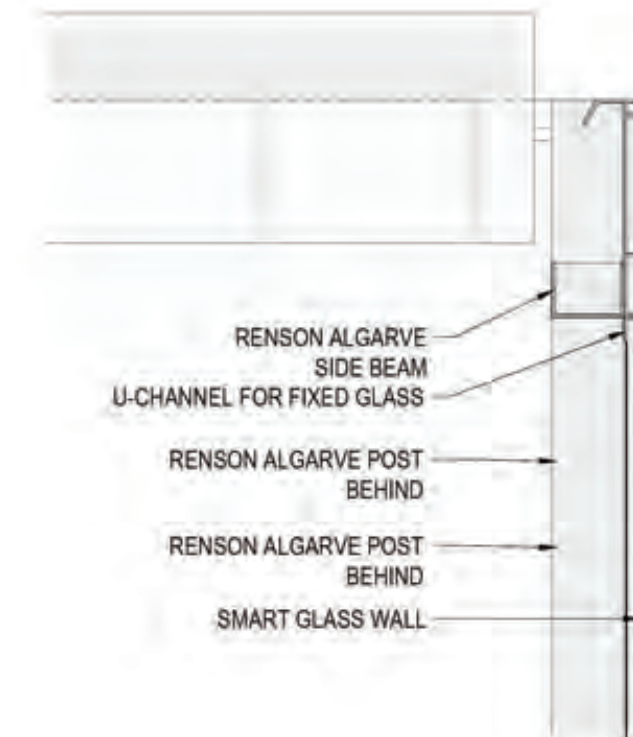 RENSON ALGARVE
SIDE BEAM
U-CHANNEL FOR FIXED GLASS
RENSON ALGARVE POST
BEHIND
RENSON ALGARVE POST
BEHIND
SMART GLASS WALL